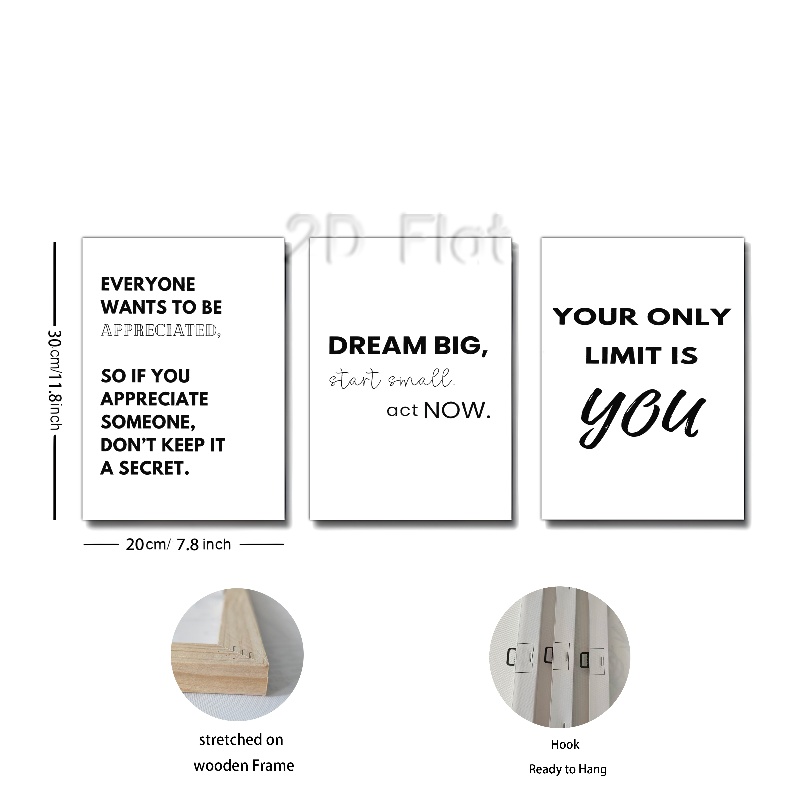 2D Flat
EVERYONE
WANTS TO BE
APPRECIATED,
SO IF YOU
APPRECIATE
SOMEONE,
DON'T KEEP IT
A SECRET.
DREAM BIG,
start small.
act NOW.
YOUR ONLY
LIMIT IS
YOU
30cm/11.8inch
20cm/ 7.8 inch
stretched on
wooden Frame
Hook
Ready to Hang